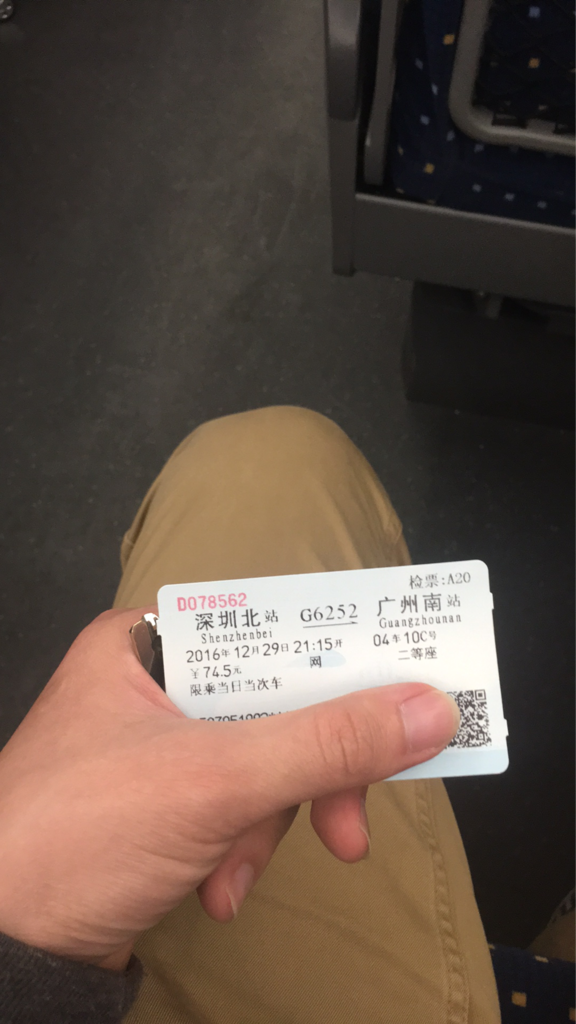 检票:A20
D078562
深圳北站 G6252 广州南站
Shenzhenbei Guangzhounan
2016年12月29日 21:15开 04车10C号
¥74.5元 网 二等座
限乘当日当次车